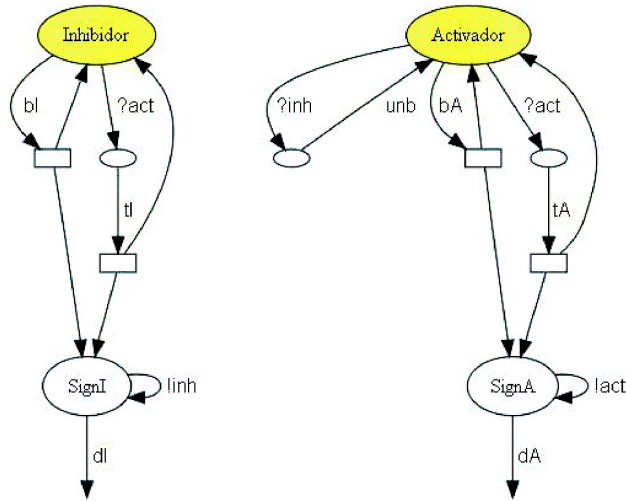 Inhibidor
bI
?act
tI
SignI
!inh
dI
Activador
?inh
unb
bA
?act
tA
SignA
!act
dA